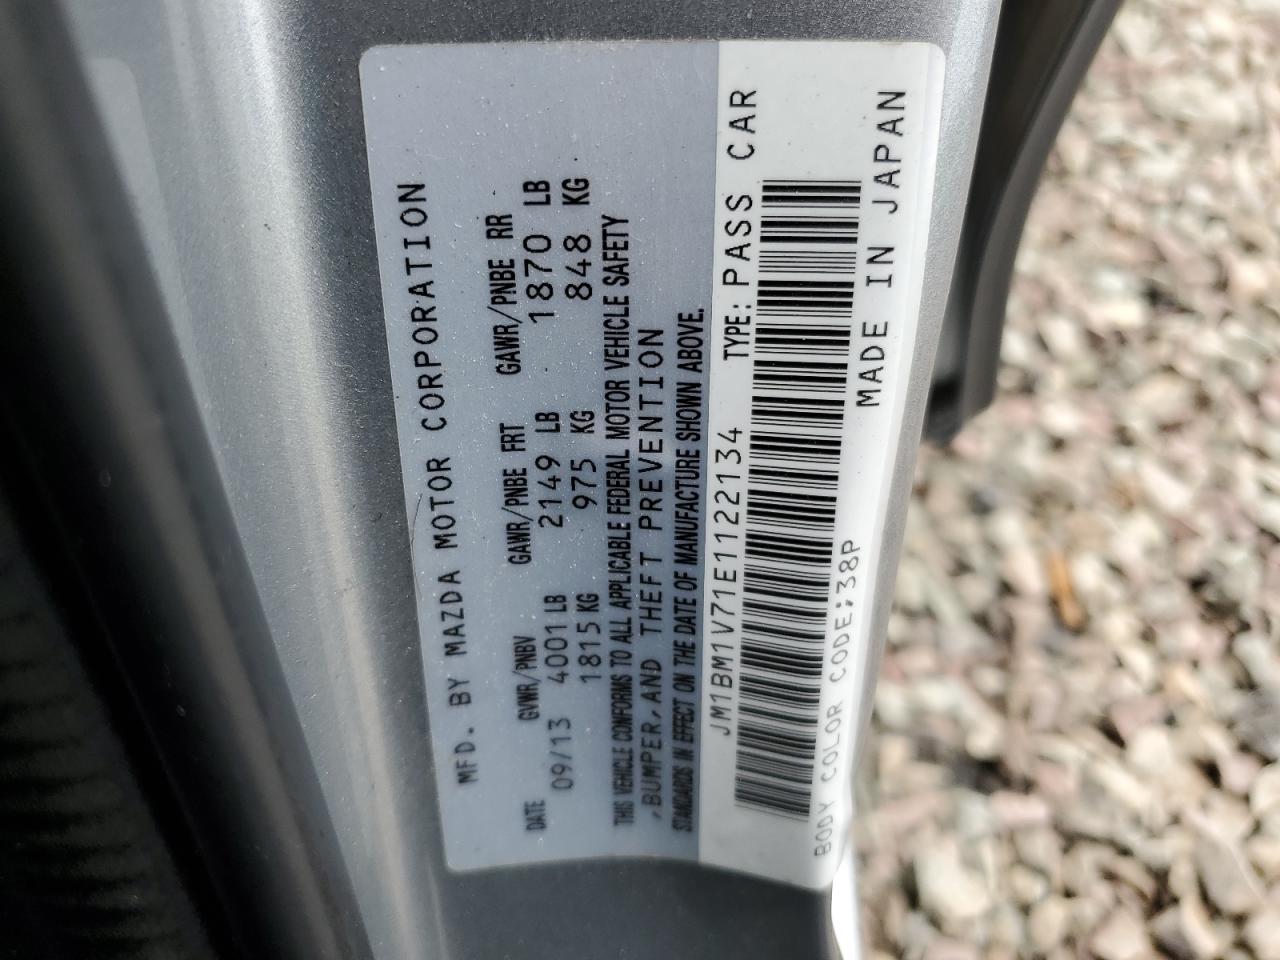 MFD. BY MAZDA MOTOR CORPORATION
DATE GVWR/PNBV GAWR/PNBE FRT GAWR/PNBE RR
09/13 4001 LB 2149 LB 1870 LB
1815 KG 975 KG 848 KG
THIS VEHICLE CONFORMS TO ALL APPLICABLE FEDERAL MOTOR VEHICLE SAFETY
, BUMPER, AND THEFT PREVENTION
STANDARDS IN EFFECT ON THE DATE OF MANUFACTURE SHOWN ABOVE.
JM1BM1V71E1122134 TYPE: PASS CAR
BODY COLOR CODE:38P MADE IN JAPAN